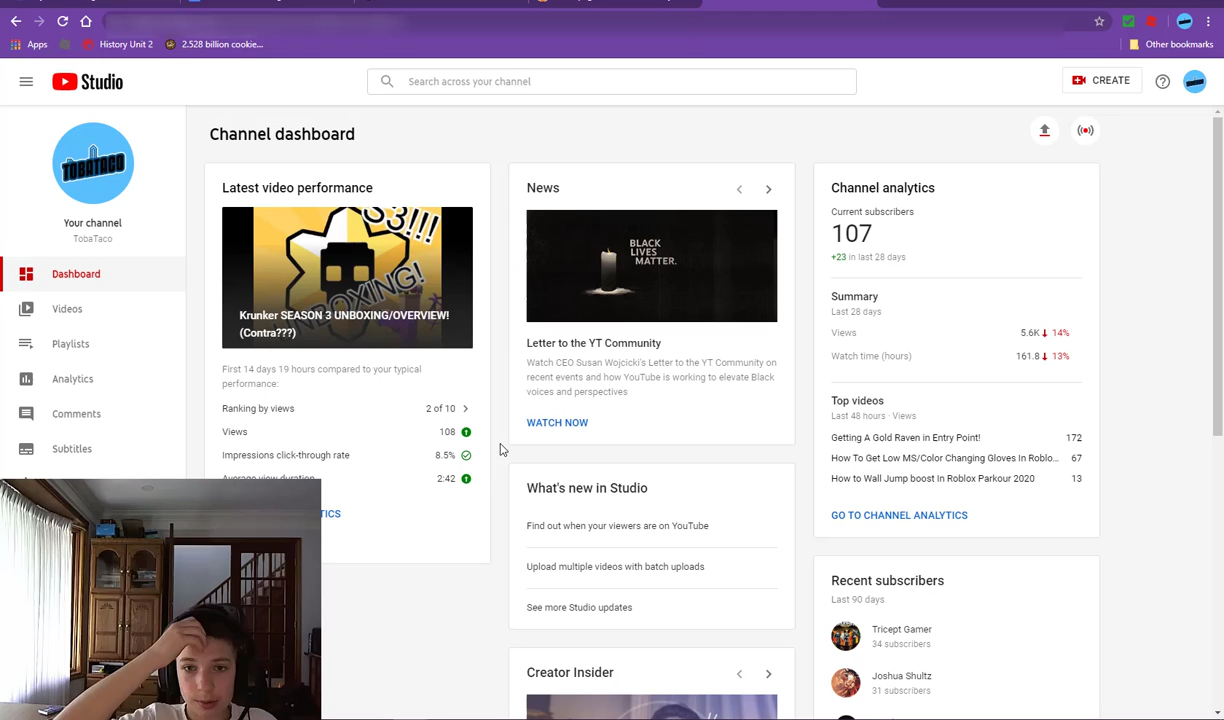 Apps
History Unit 2
2.528 billion cookie...
Other bookmarks
Studio
Search across your channel
CREATE
TOBATACO
Your channel
TobaTaco
Dashboard
Videos
Playlists
Analytics
Comments
Subtitles
Channel dashboard
Latest video performance
S3!!!
UNBOXING!
Krunker SEASON 3 UNBOXING/OVERVIEW!
(Contra???)
First 14 days 19 hours compared to your typical
performance:
Ranking by views 2 of 10
Views 108
Impressions click-through rate 8.5%
Average view duration 2:42
News
BLACK
LIVES
MATTER.
Letter to the YT Community
Watch CEO Susan Wojcicki's Letter to the YT Community on
recent events and how YouTube is working to elevate Black
voices and perspectives
WATCH NOW
What's new in Studio
Find out when your viewers are on YouTube
Upload multiple videos with batch uploads
See more Studio updates
Creator Insider
Channel analytics
Current subscribers
107
+23 in last 28 days
Summary
Last 28 days
Views 5.6K 14%
Watch time (hours) 161.8 13%
Top videos
Last 48 hours · Views
Getting A Gold Raven in Entry Point! 172
How To Get Low MS/Color Changing Gloves In Roblo... 67
How to Wall Jump boost In Roblox Parkour 2020 13
GO TO CHANNEL ANALYTICS
Recent subscribers
Last 90 days
Tricept Gamer
34 subscribers
Joshua Shultz
31 subscribers